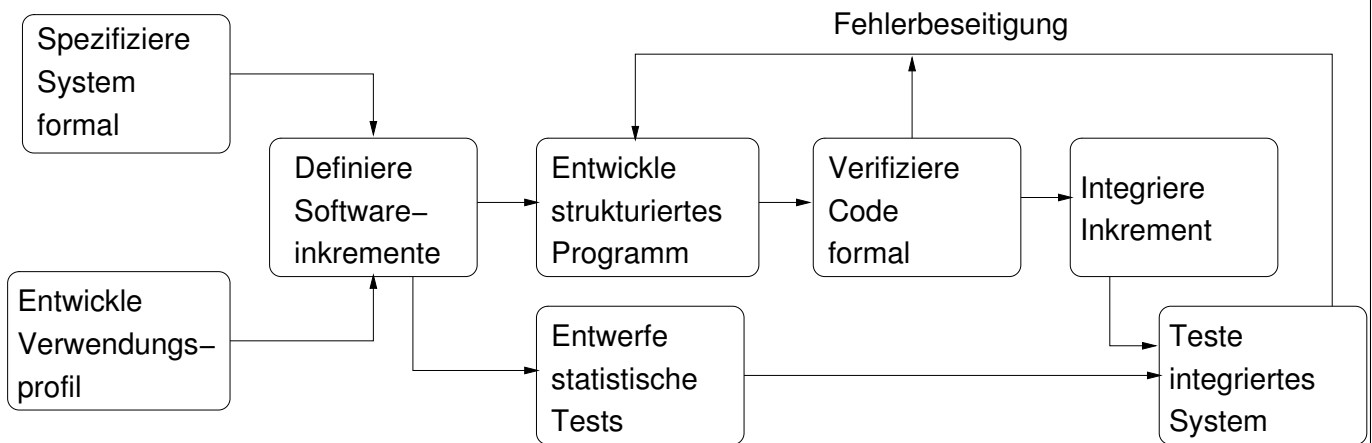 Fehlerbeseitigung
Spezifiziere
System
formal
Definiere
Software–
inkremente
Entwickle
strukturiertes
Programm
Verifiziere
Code
formal
Integriere
Inkrement
Entwickle
Verwendungs–
profil
Entwerfe
statistische
Tests
Teste
integriertes
System